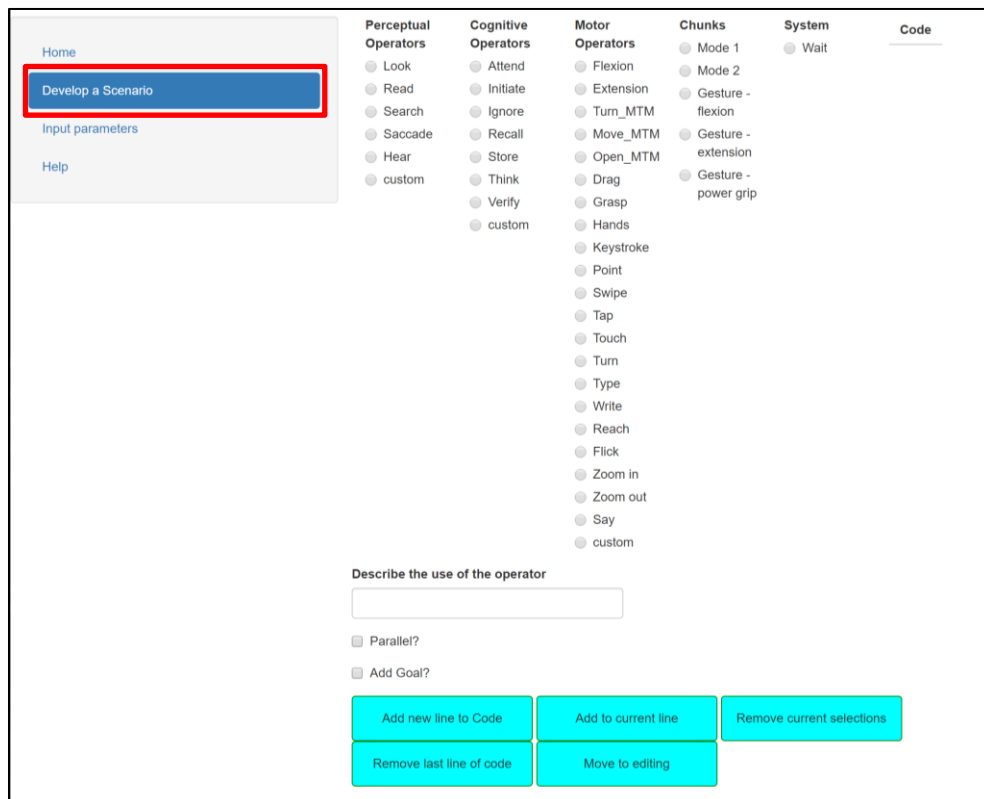 Home
Develop a Scenario
Input parameters
Help
Perceptual
Operators
Look
Read
Search
Saccade
Hear
custom
Cognitive
Operators
Attend
Initiate
Ignore
Recall
Store
Think
Verify
custom
Motor
Operators
Flexion
Extension
Turn_MTM
Move_MTM
Open_MTM
Drag
Grasp
Hands
Keystroke
Point
Swipe
Tap
Touch
Turn
Type
Write
Reach
Flick
Zoom in
Zoom out
Say
custom
Chunks
Mode 1
Mode 2
Gesture -
flexion
Gesture -
extension
Gesture -
power grip
System
Wait
Code
Describe the use of the operator
Parallel?
Add Goal?
Add new line to Code
Add to current line
Remove current selections
Remove last line of code
Move to editing